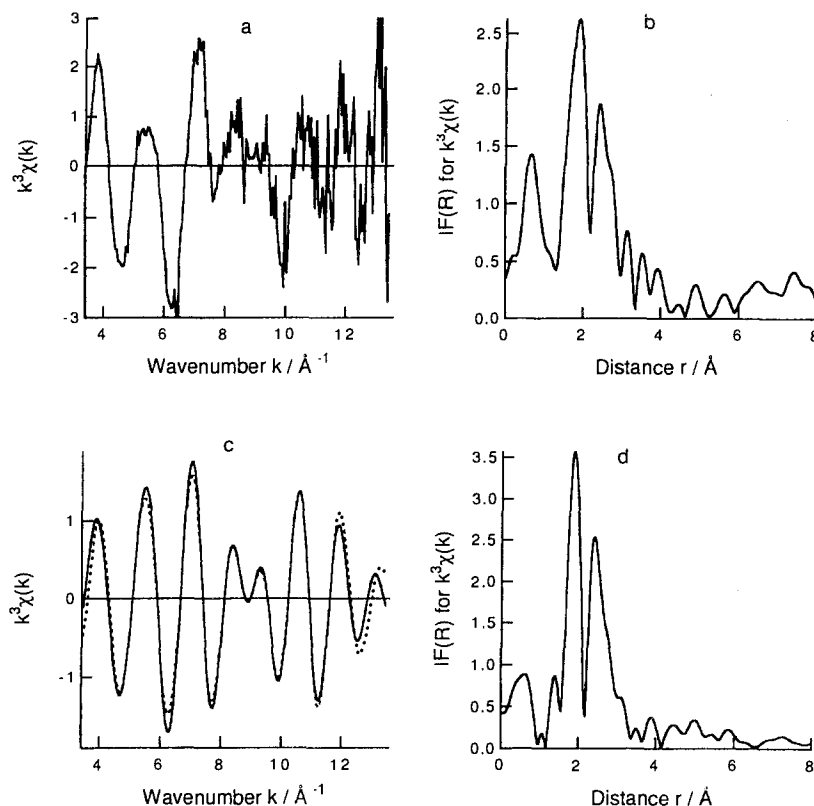 a
3
2
1
0
-1
-2
-3
k³χ(k)
4 6 8 10 12
Wavenumber k / Å⁻¹
b
2.5
2.0
1.5
1.0
0.5
0.0
IF(R) for k³χ(k)
0 2 4 6 8
Distance r / Å
c
1
0
-1
k³χ(k)
4 6 8 10 12
Wavenumber k / Å⁻¹
d
3.5
3.0
2.5
2.0
1.5
1.0
0.5
0.0
IF(R) for k³χ(k)
0 2 4 6 8
Distance r / Å